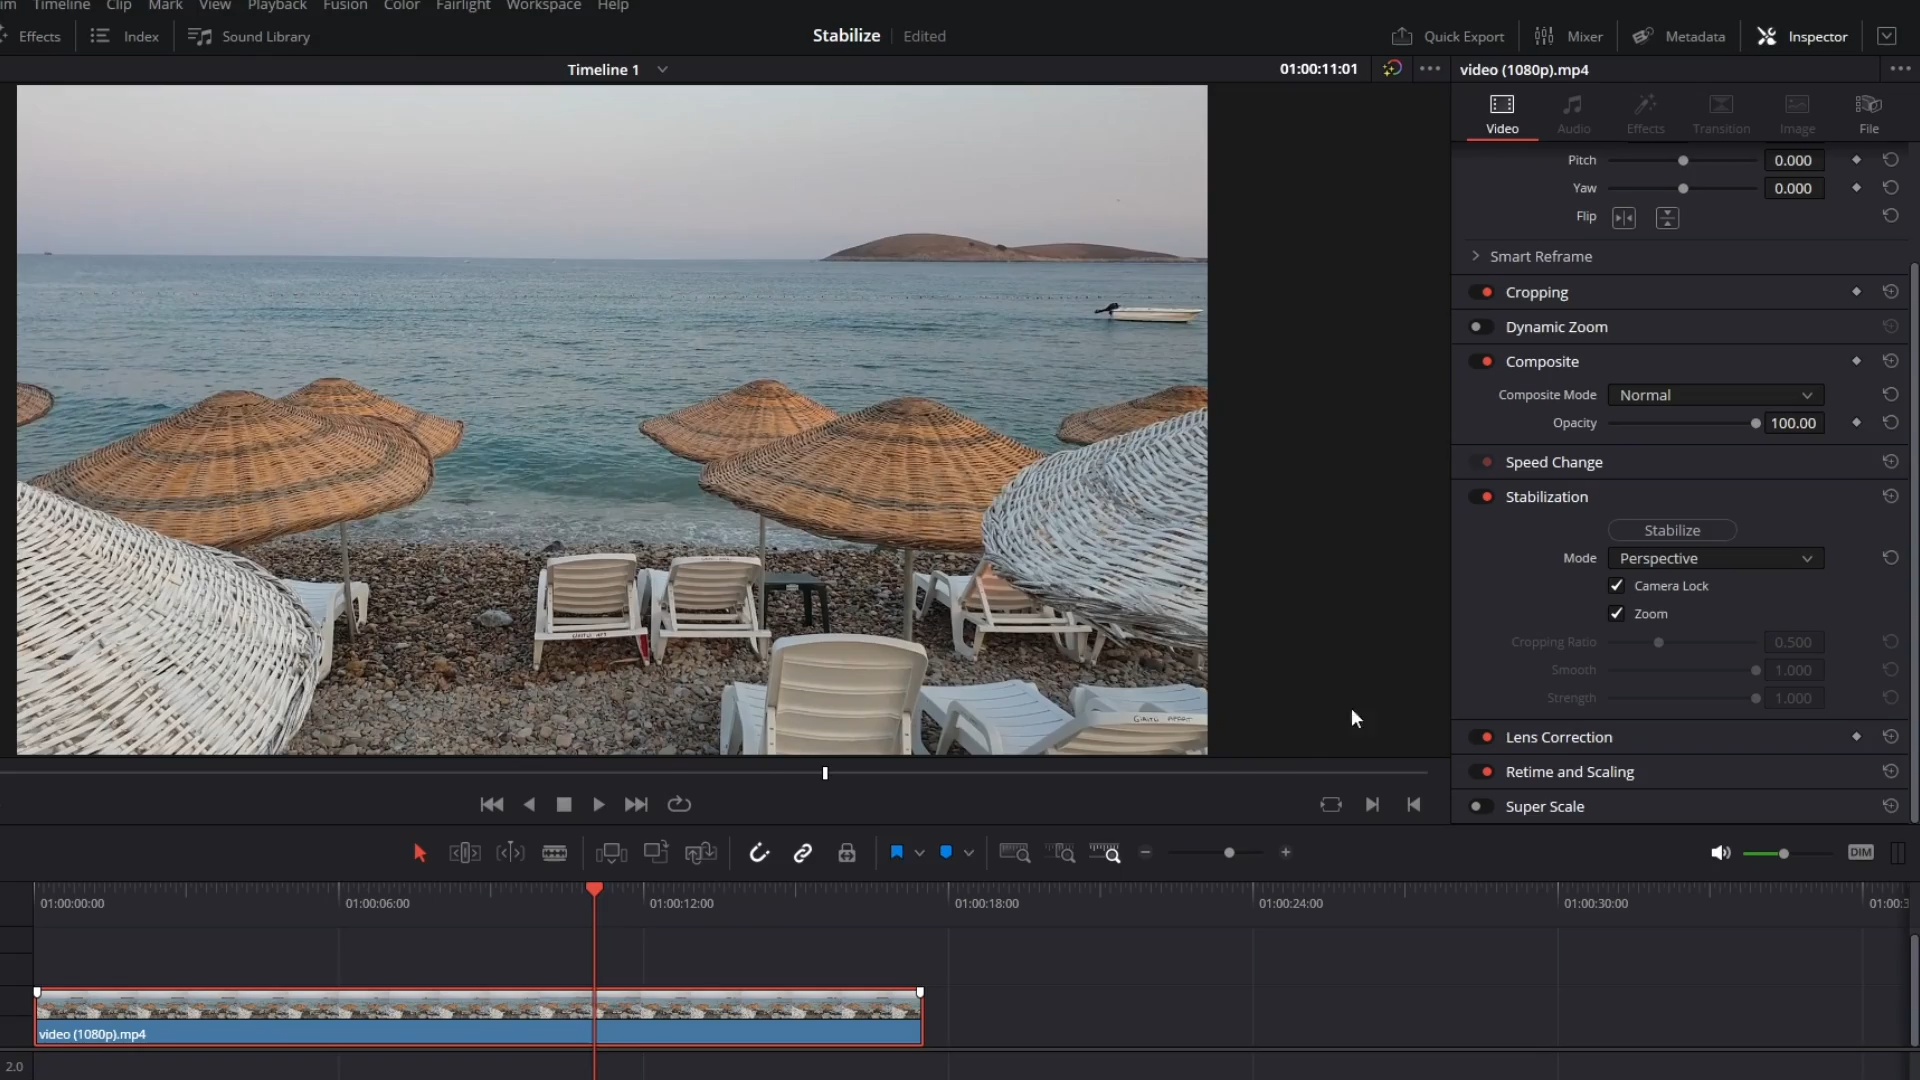 im Timeline Clip Mark View Playback Fusion Color Fairlight Workspace Help
Effects Index Sound Library Stabilize Edited Quick Export Mixer Metadata Inspector
Timeline 1 01:00:11:01 video (1080p).mp4
Video Audio Effects Transition Image File
Pitch 0.000
Yaw 0.000
Flip
Smart Reframe
Cropping
Dynamic Zoom
Composite
Composite Mode Normal
Opacity 100.00
Speed Change
Stabilization
Stabilize
Mode Perspective
Camera Lock
Zoom
Cropping Ratio 0.500
Smooth 1.000
Strength 1.000
Lens Correction
Retime and Scaling
Super Scale
DIM
01:00:00:00 01:00:06:00 01:00:12:00 01:00:18:00 01:00:24:00 01:00:30:00 01:00:3
video (1080p).mp4
2.0